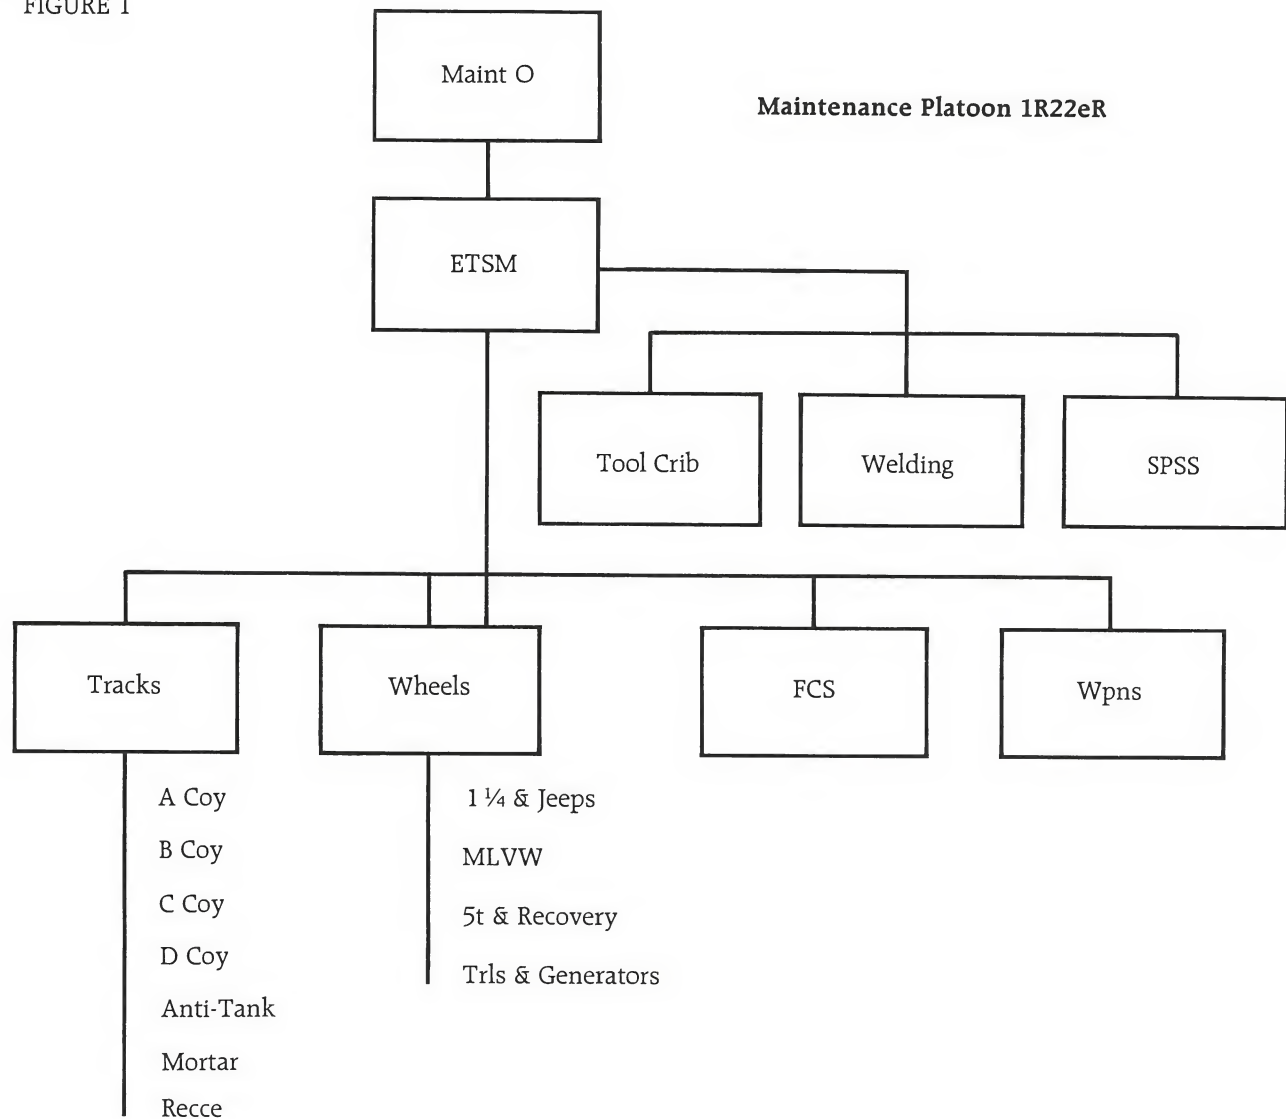 FIGURE 1
Maint O
Maintenance Platoon 1R22eR
ETSM
Tool Crib
Welding
SPSS
Tracks
Wheels
FCS
Wpns
A Coy
B Coy
C Coy
D Coy
Anti-Tank
Mortar
Recce
1 ¼ & Jeeps
MLVW
5t & Recovery
Trls & Generators